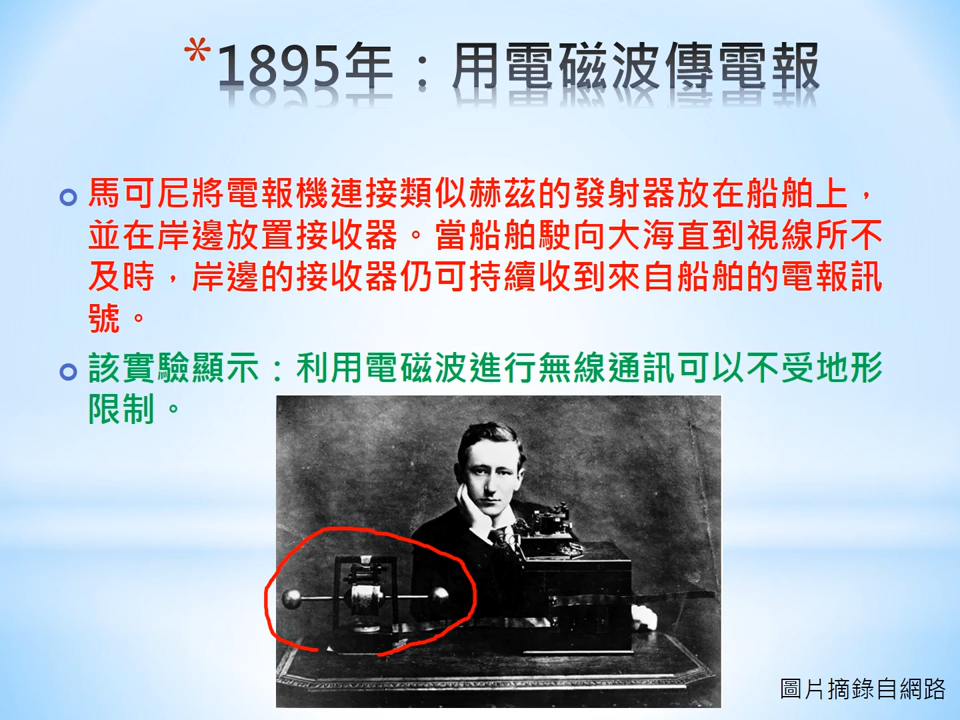 *1895年：用電磁波傳電報
馬可尼將電報機連接類似赫茲的發射器放在船舶上，
並在岸邊放置接收器。當船舶駛向大海直到視線所不
及時，岸邊的接收器仍可持續收到來自船舶的電報訊
號。
該實驗顯示：利用電磁波進行無線通訊可以不受地形
限制。
圖片摘錄自網路